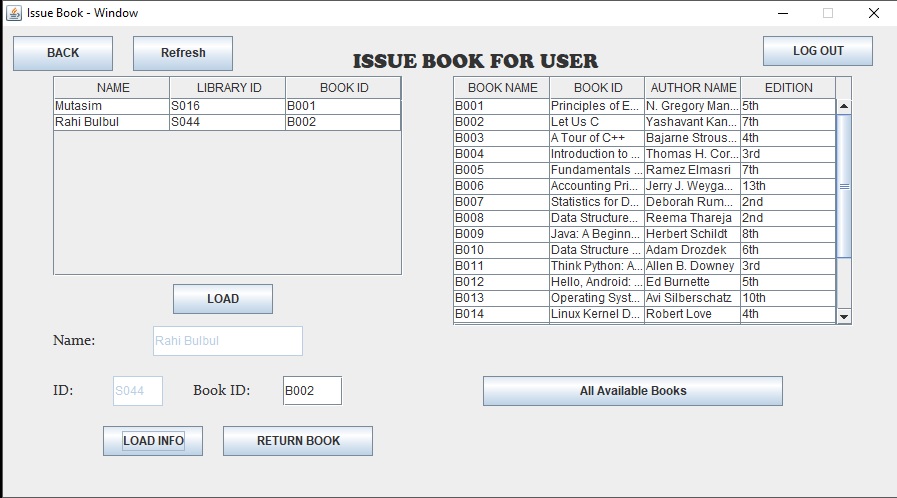 Issue Book - Window
BACK Refresh LOG OUT
ISSUE BOOK FOR USER
NAME LIBRARY ID BOOK ID
Mutasim S016 B001
Rahi Bulbul S044 B002
BOOK NAME BOOK ID AUTHOR NAME EDITION
B001 Principles of E... N. Gregory Man... 5th
B002 Let Us C Yashavant Kan... 7th
B003 A Tour of C++ Bajarne Strous... 4th
B004 Introduction to ... Thomas H. Cor... 3rd
B005 Fundamentals ... Ramez Elmasri 7th
B006 Accounting Pri... Jerry J. Weyga... 13th
B007 Statistics for D... Deborah Rum... 2nd
B008 Data Structure... Reema Thareja 2nd
B009 Java: A Beginn... Herbert Schildt 8th
B010 Data Structure ... Adam Drozdek 6th
B011 Think Python: A... Allen B. Downey 3rd
B012 Hello, Android: ... Ed Burnette 5th
B013 Operating Syst... Avi Silberschatz 10th
B014 Linux Kernel D... Robert Love 4th
LOAD
Name: Rahi Bulbul
ID: S044 Book ID: B002
All Available Books
LOAD INFO RETURN BOOK